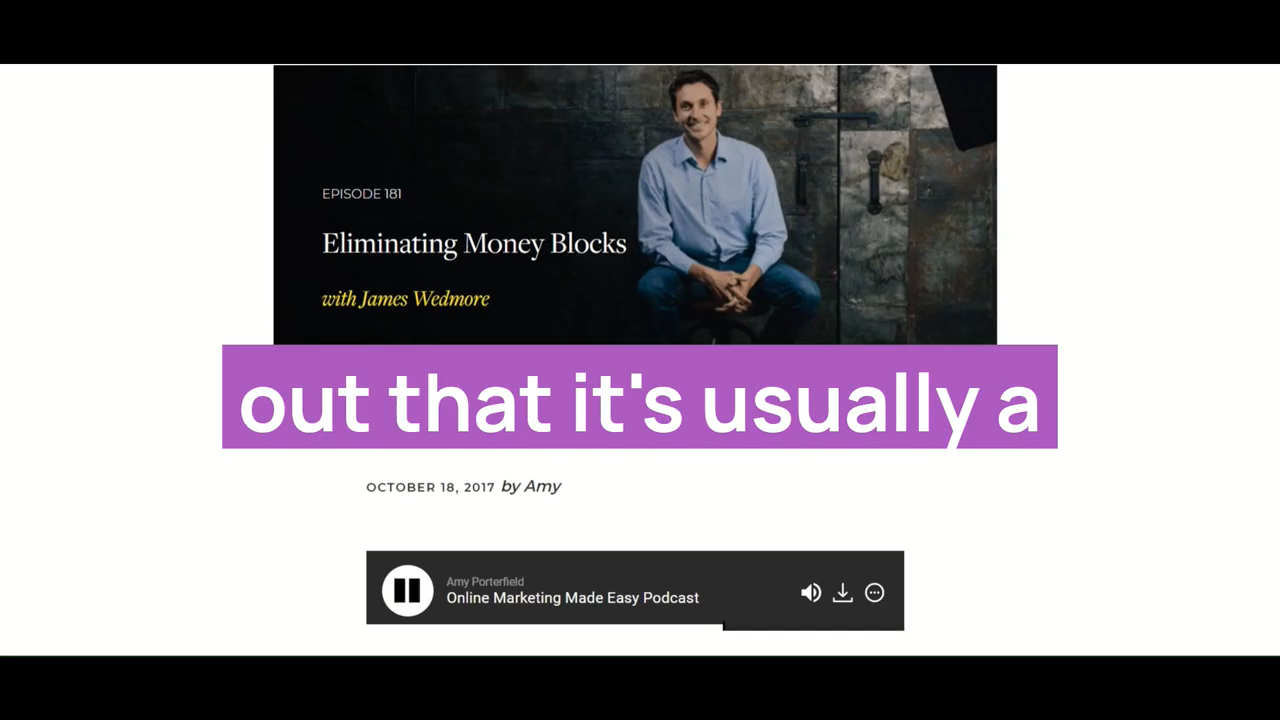 EPISODE 181
Eliminating Money Blocks
with James Wedmore
out that it's usually a
OCTOBER 18, 2017 by Amy
Amy Porterfield
Online Marketing Made Easy Podcast